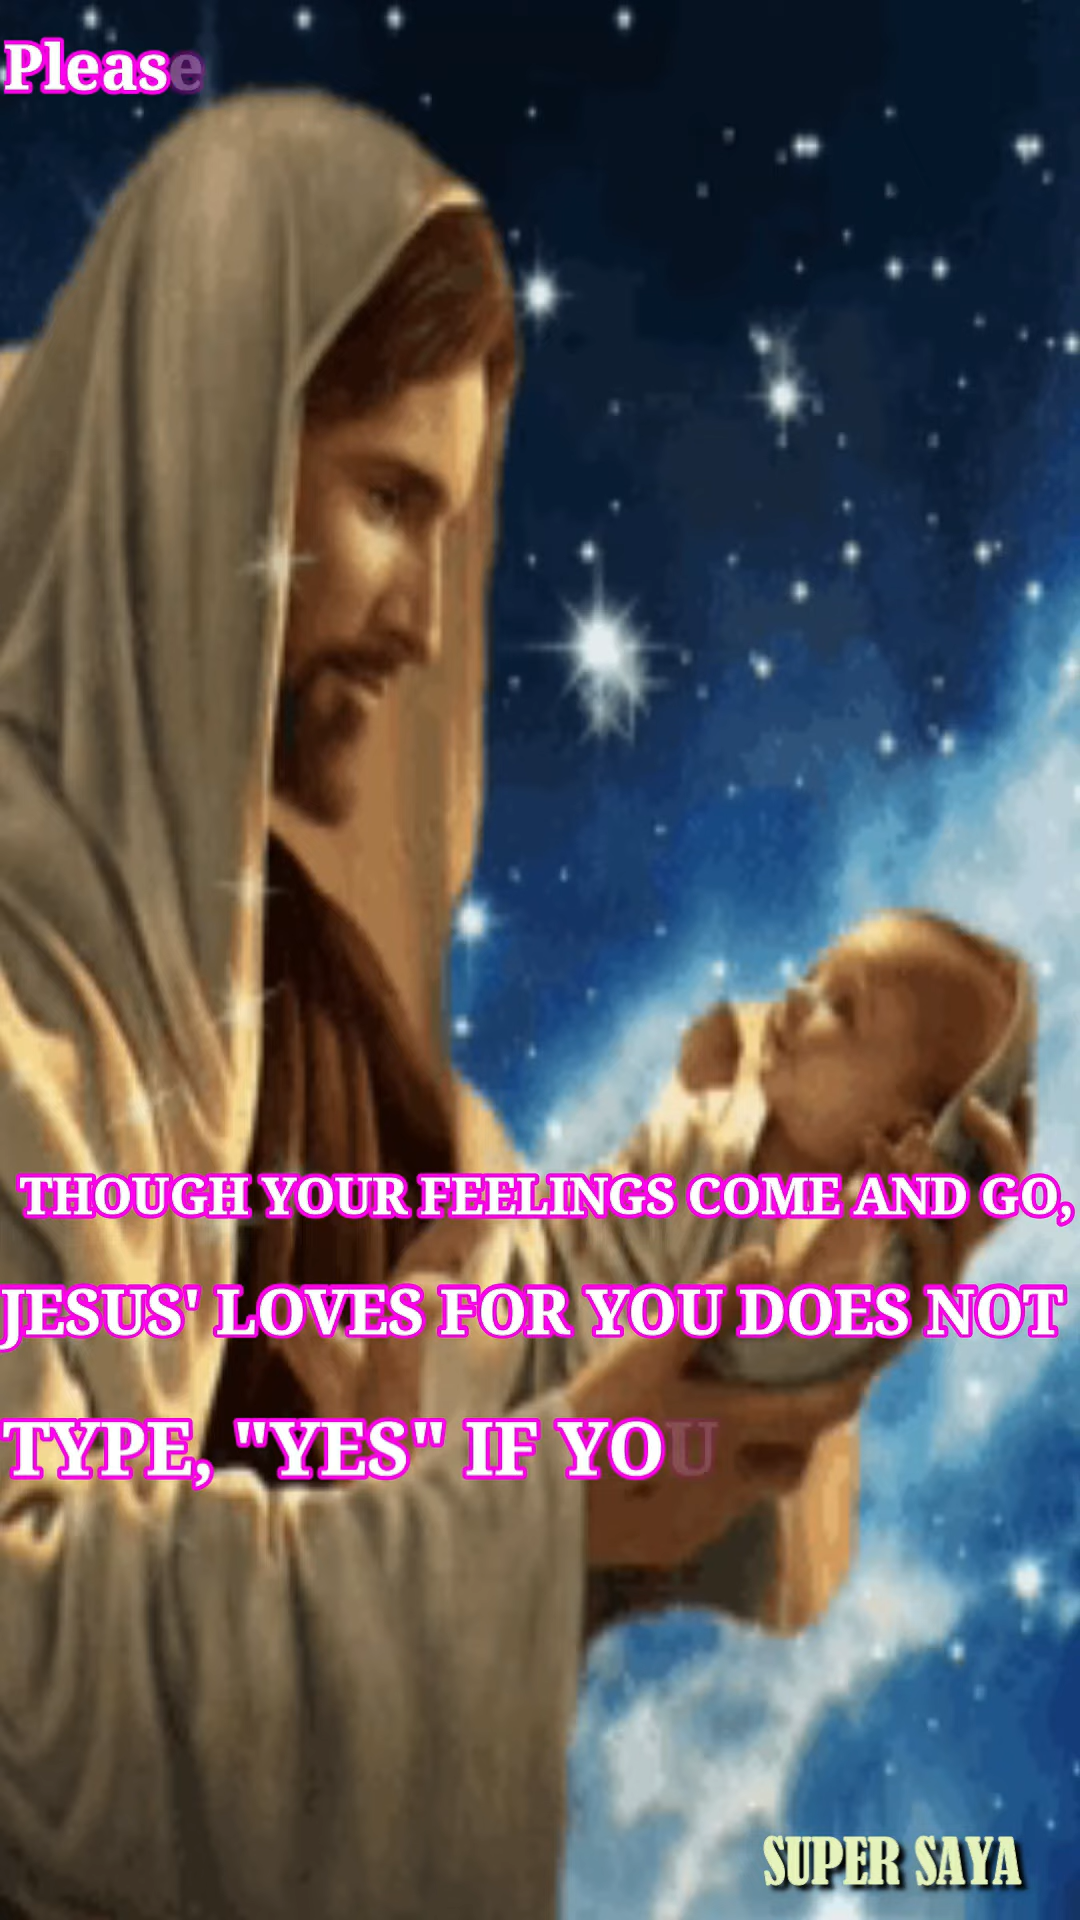 Please
THOUGH YOUR FEELINGS COME AND GO,
JESUS' LOVES FOR YOU DOES NOT
TYPE, "YES" IF YOU
SUPER SAYA